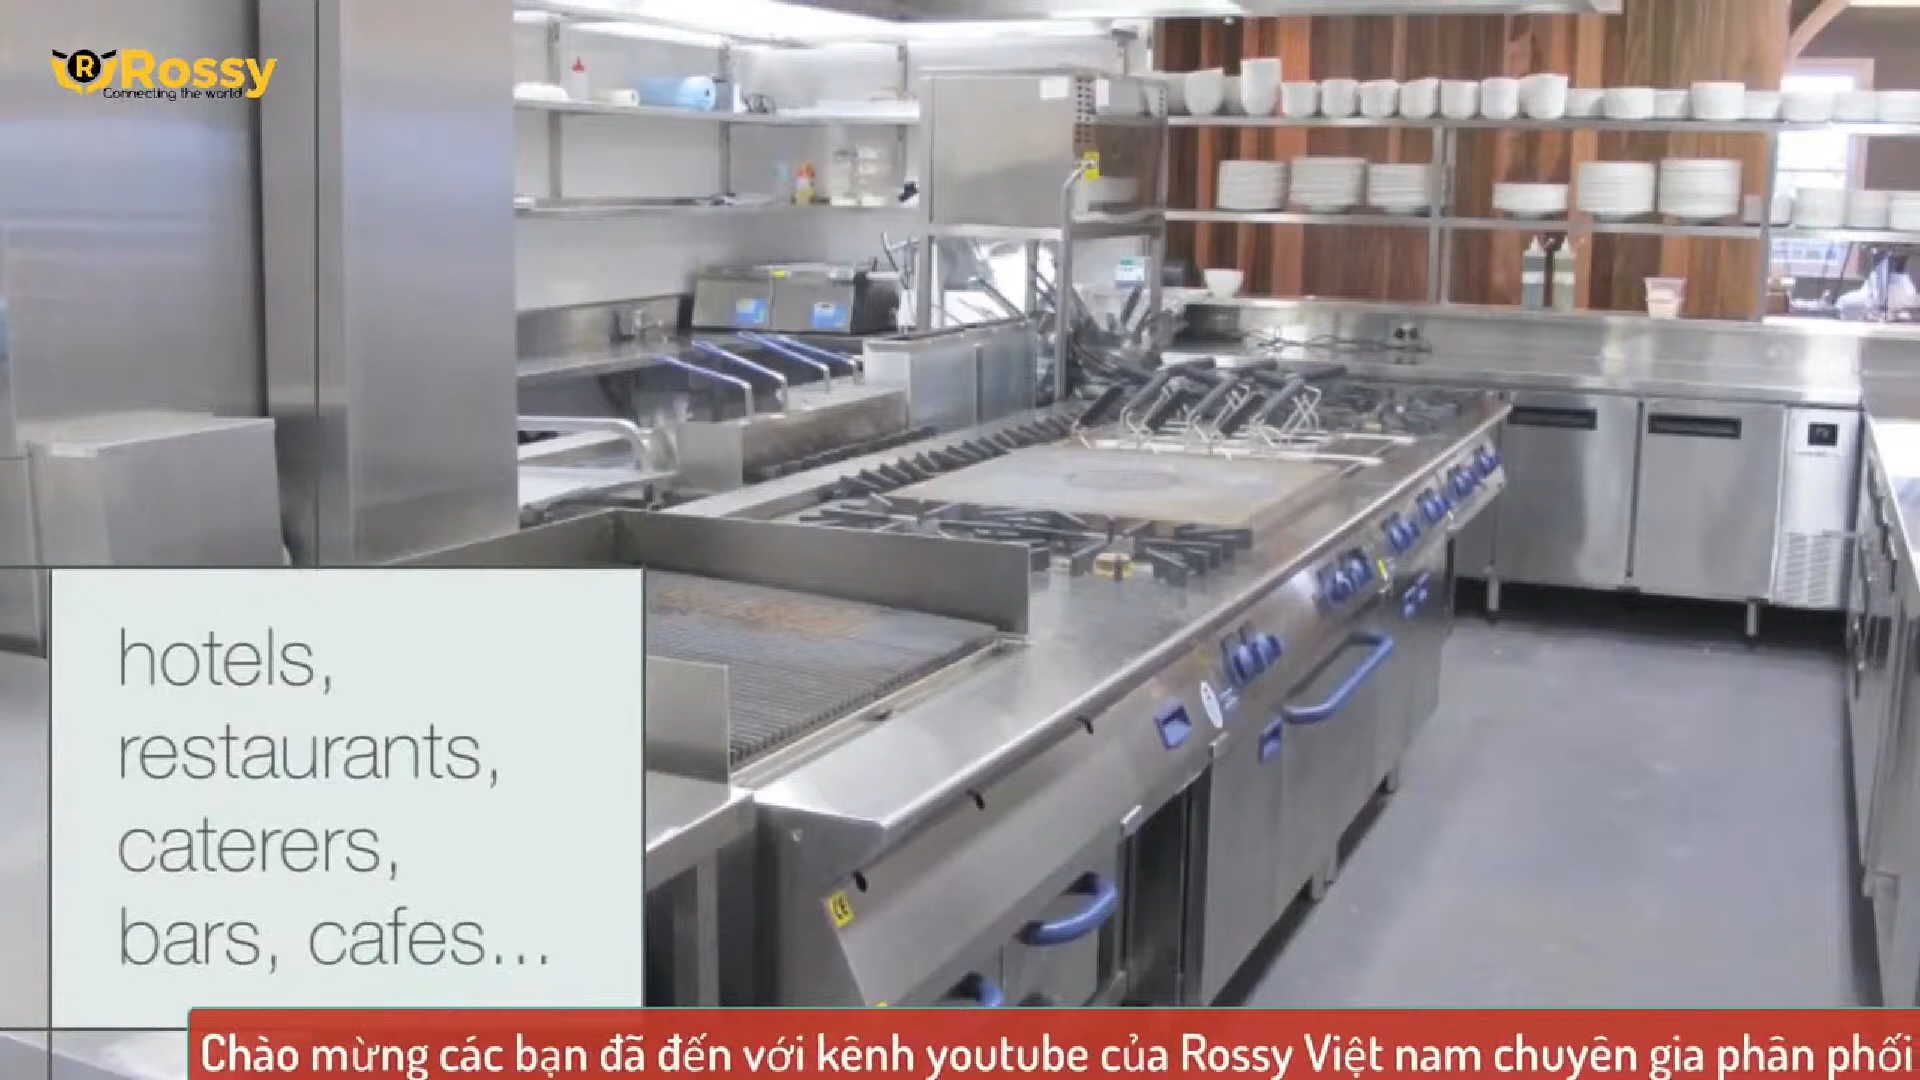 Rossy
Connecting the world
hotels,
restaurants,
caterers,
bars, cafes...
Chào mừng các bạn đã đến với kênh youtube của Rossy Việt nam chuyên gia phân phối